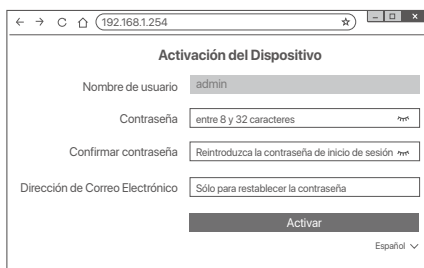 192.168.1.254
Activación del Dispositivo
Nombre de usuario admin
Contraseña entre 8 y 32 caracteres
Confirmar contraseña Reintroduzca la contraseña de inicio de sesión
Dirección de Correo Electrónico Sólo para restablecer la contraseña
Activar
Español